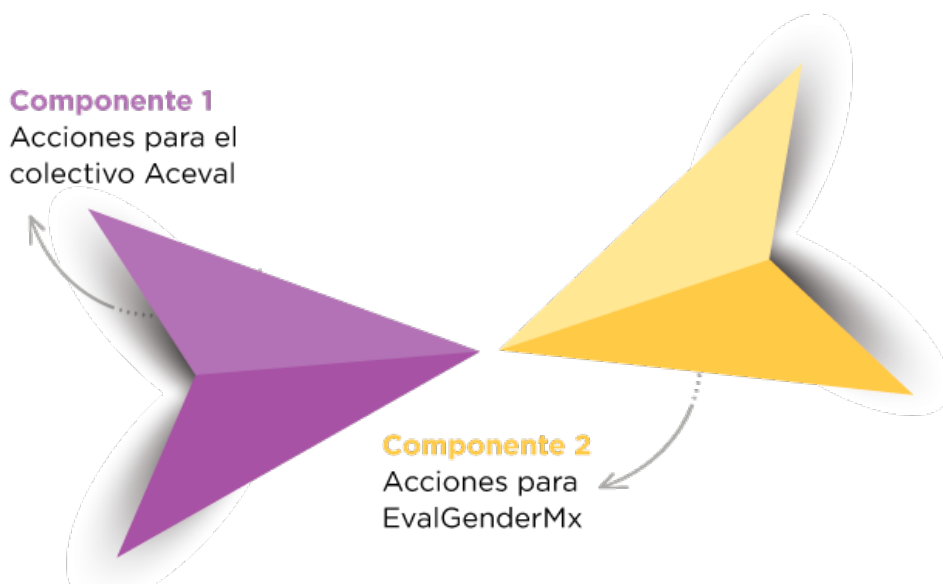 Componente 1
Acciones para el
colectivo Aceval
Componente 2
Acciones para
EvalGenderMx